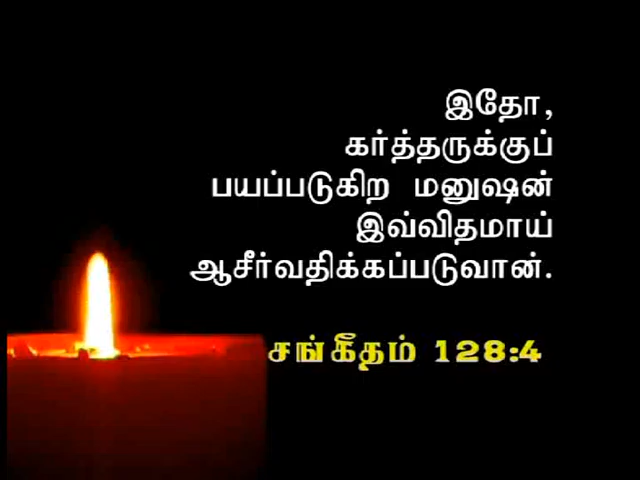 இதோ,
கர்த்தருக்குப்
பயப்படுகிற மனுஷன்
இவ்விதமாய்
ஆசீர்வதிக்கப்படுவான்.
சங்கீதம் 128:4